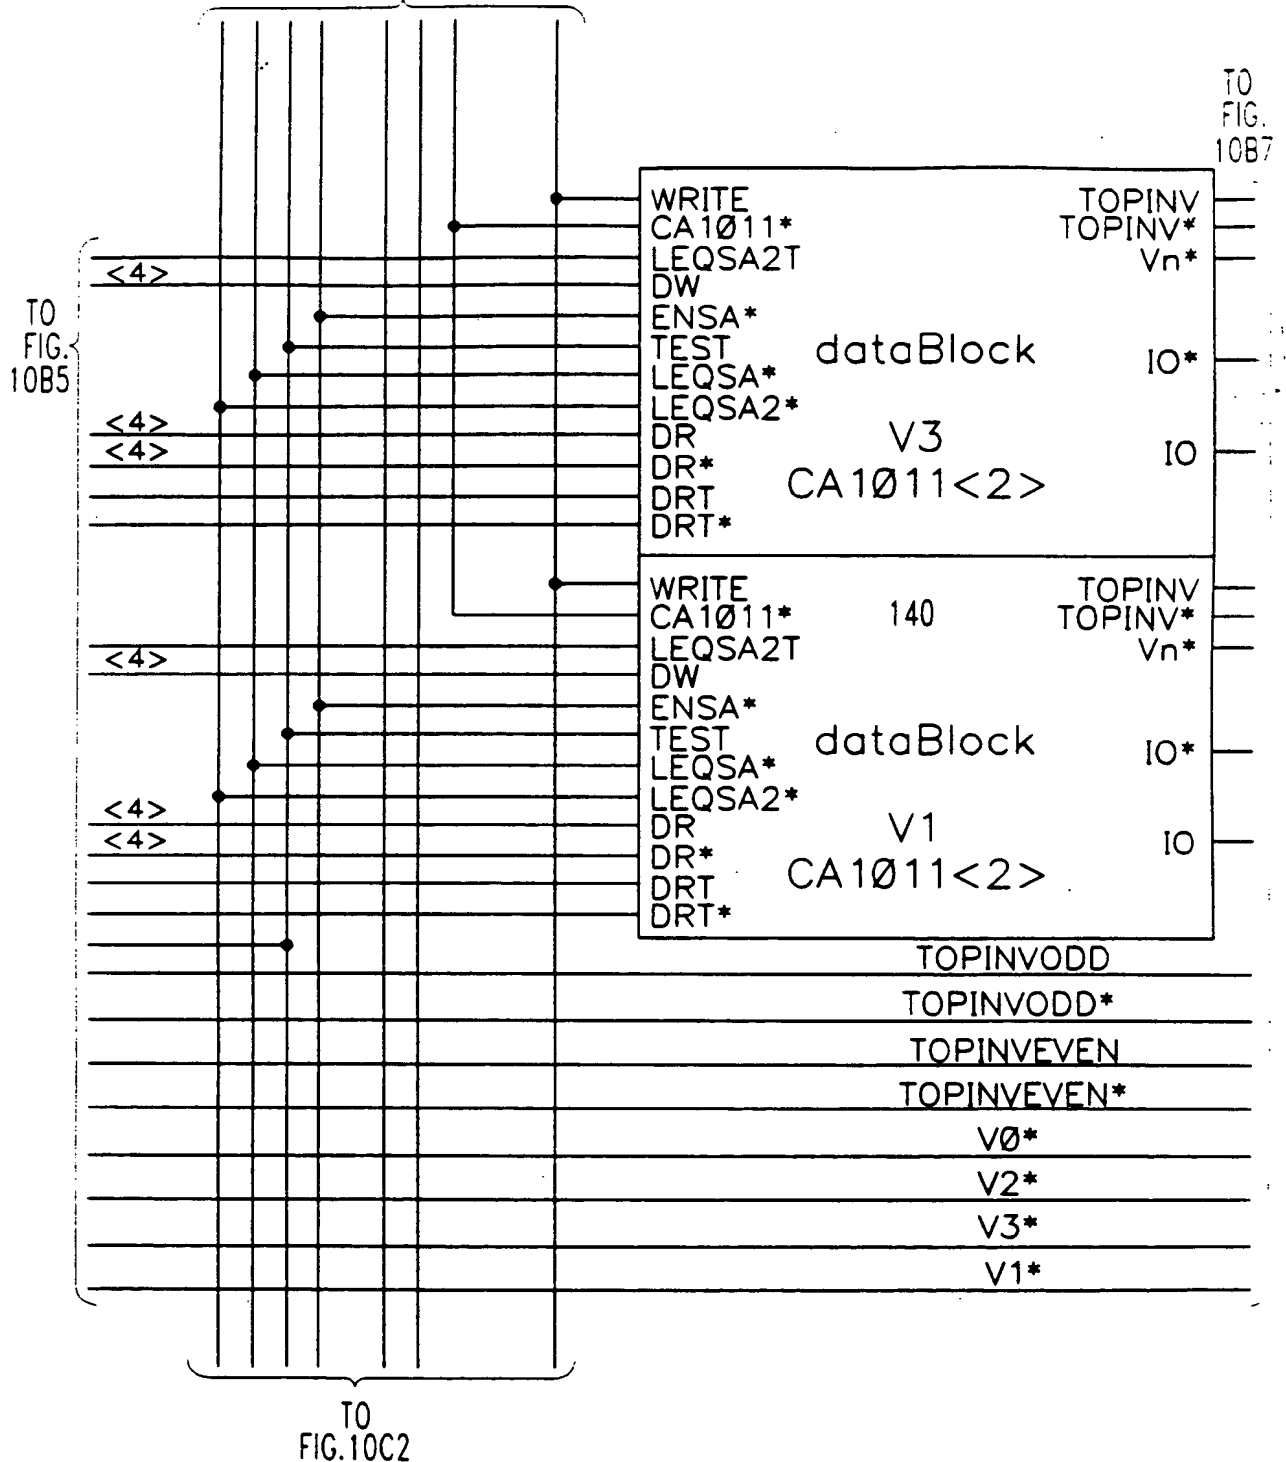 TO
FIG.
10B7
WRITE
TOPINV
CA1Ø11*
TOPINV*
LEQSA2T
Vn*
<4>
DW
ENSA*
TO
FIG.
10B5
TEST
dataBlock
IO*
LEQSA*
LEQSA2*
<4>
DR
V3
IO
<4>
DR*
CA1Ø11<2>
DRT
DRT*
WRITE
TOPINV
CA1Ø11*
140
TOPINV*
LEQSA2T
Vn*
<4>
DW
ENSA*
TEST
dataBlock
IO*
LEQSA*
LEQSA2*
<4>
DR
V1
IO
<4>
DR*
CA1Ø11<2>
DRT
DRT*
TOPINVODD
TOPINVODD*
TOPINVEVEN
TOPINVEVEN*
VØ*
V2*
V3*
V1*
TO
FIG.10C2